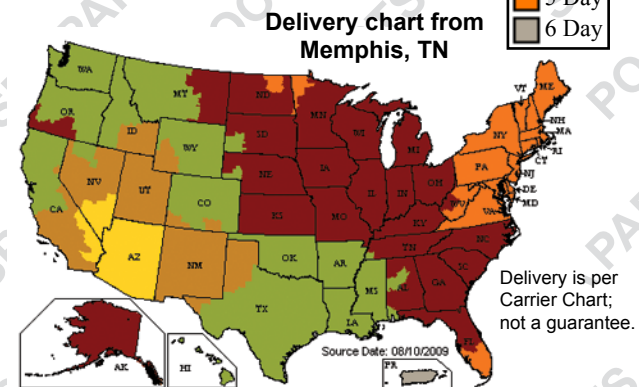 Delivery chart from
Memphis, TN
5 Day
6 Day
WA
OR
MT
ID
WY
NV
UT
CO
CA
AZ
NM
ND
SD
NE
KS
OK
TX
MN
IA
MO
AR
LA
WI
IL
MS
MI
IN
OH
KY
TN
AL
GA
FL
SC
NC
VA
WV
PA
NY
VT
ME
NH
MA
RI
CT
NJ
DE
MD
AK
HI
PR
Delivery is per
Carrier Chart;
not a guarantee.
Source Date: 08/10/2009